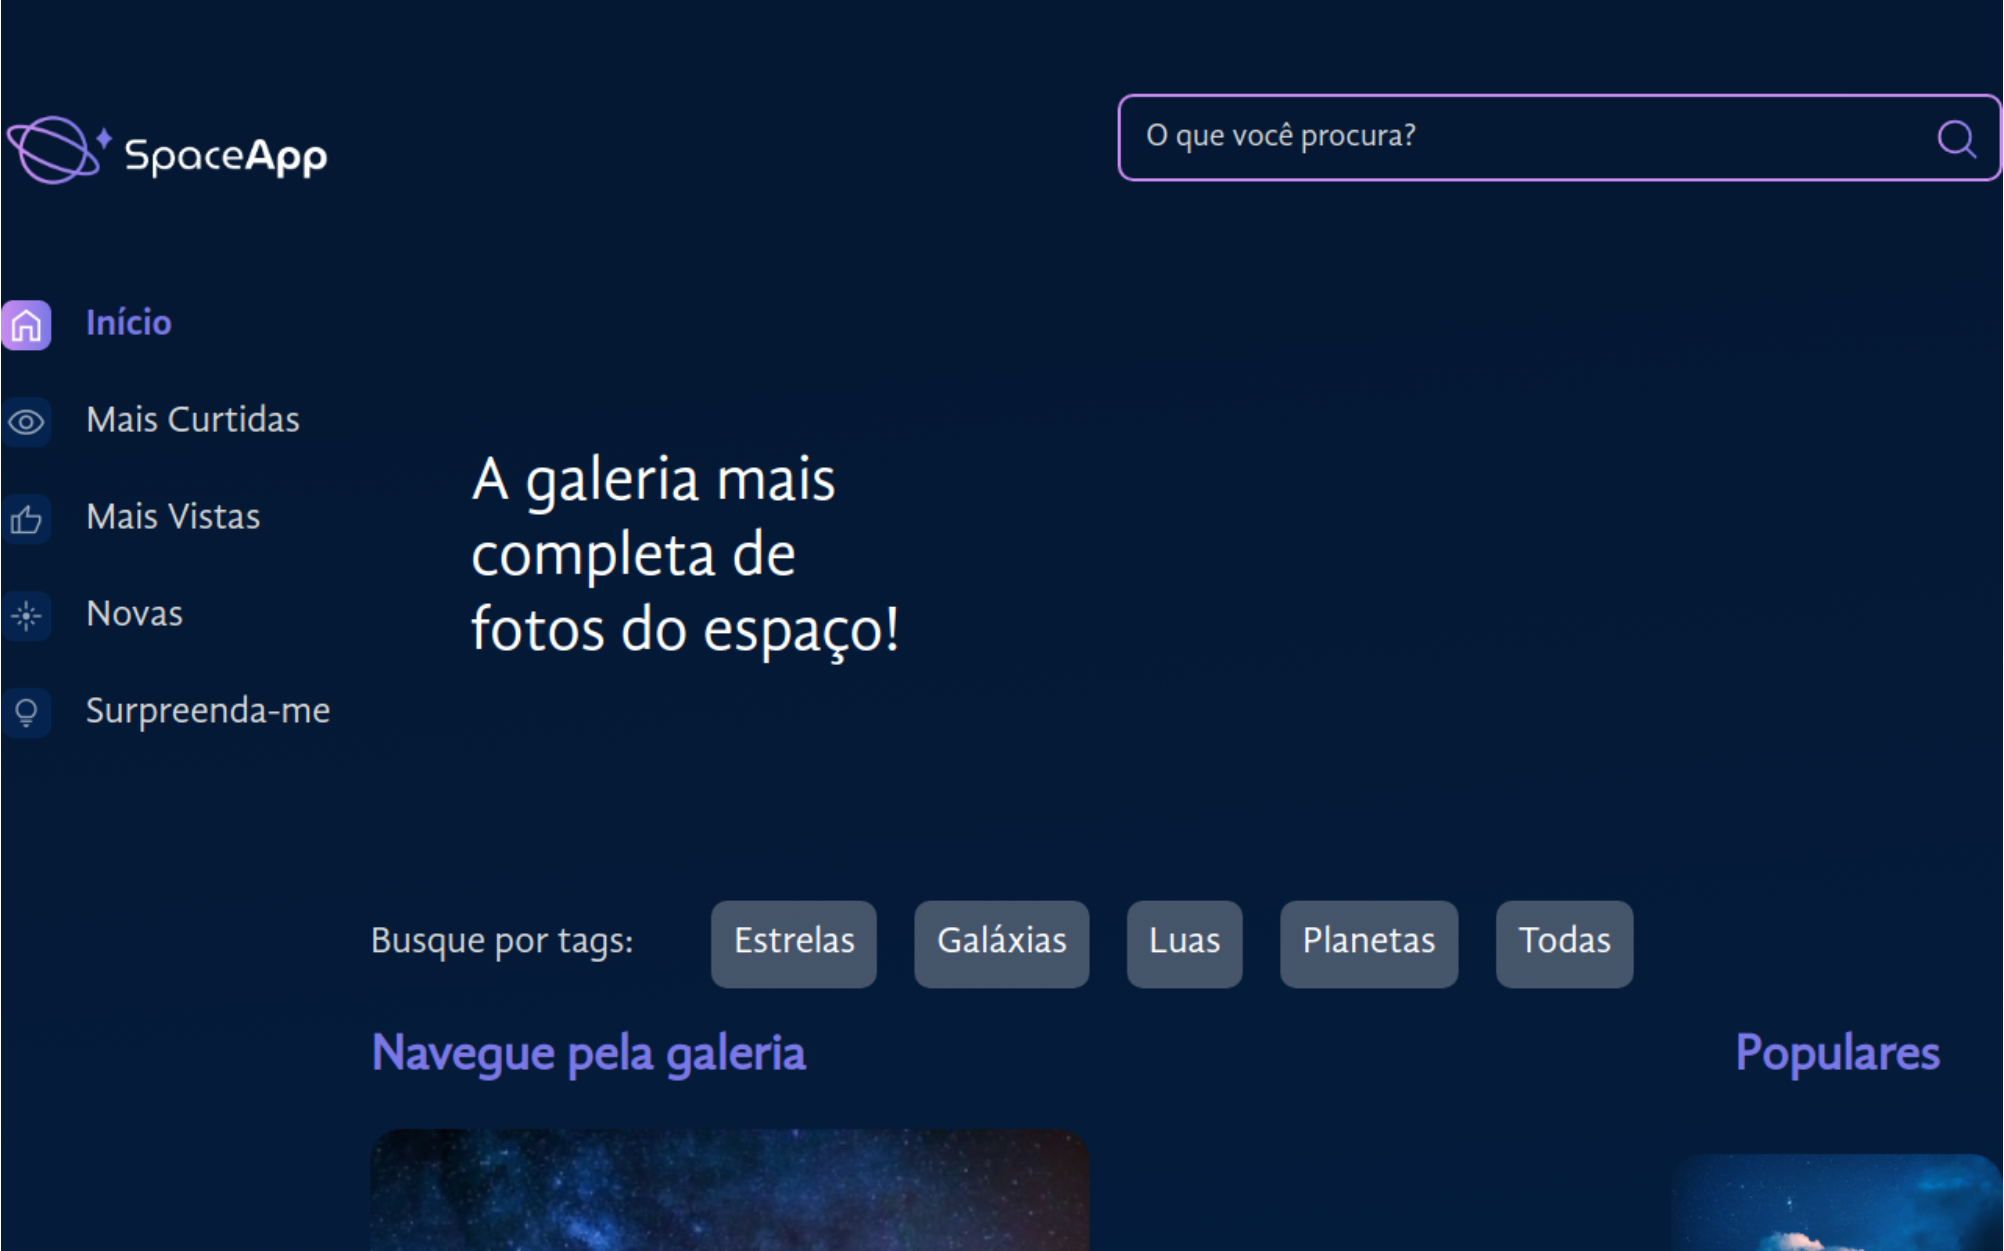 SpaceApp
O que você procura?
Início
Mais Curtidas
Mais Vistas
Novas
Surpreenda-me
A galeria mais
completa de
fotos do espaço!
Busque por tags: Estrelas Galáxias Luas Planetas Todas
Navegue pela galeria
Populares